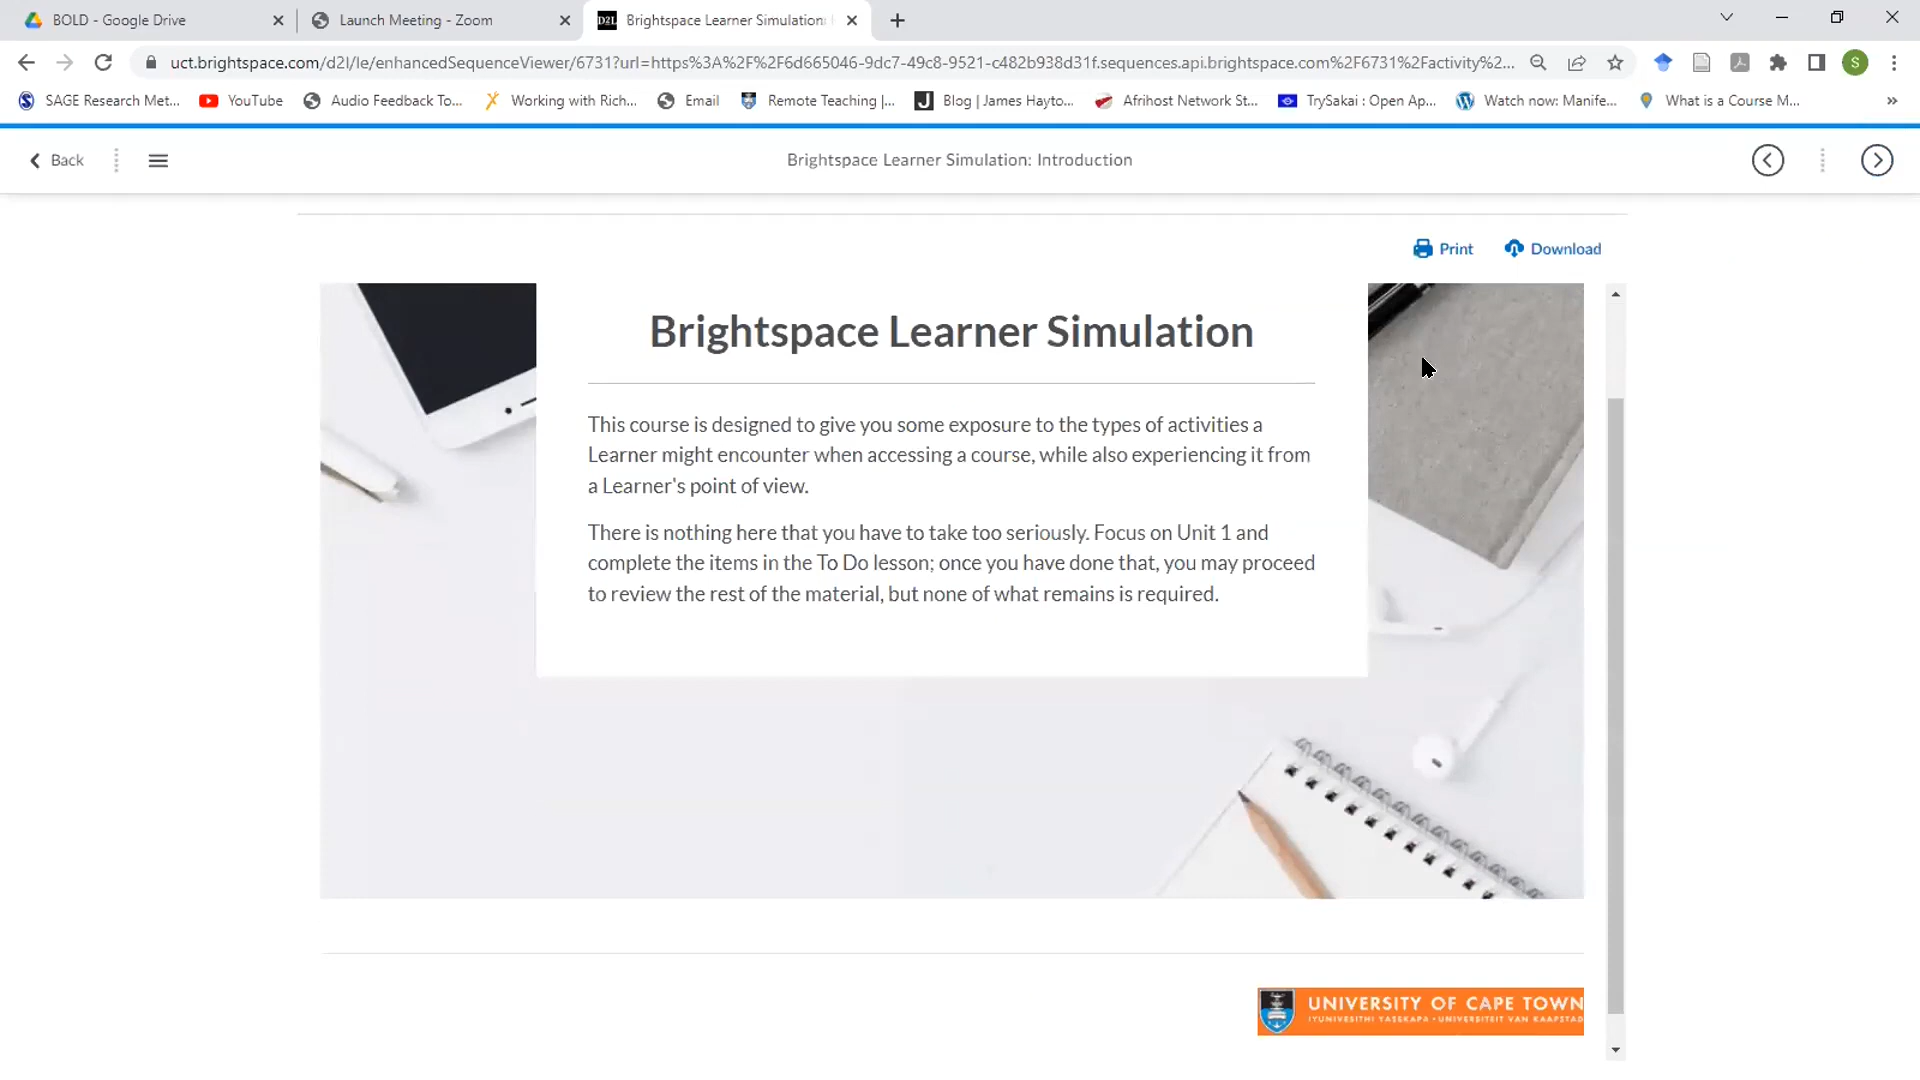 BOLD - Google Drive
Launch Meeting - Zoom
D2L Brightspace Learner Simulation:
uct.brightspace.com/d2l/le/enhancedSequenceViewer/6731?url=https%3A%2F%2F6d665046-9dc7-49c8-9521-c482b938d31f.sequences.api.brightspace.com%2F6731%2Factivity%2...
S
SAGE Research Met...
YouTube
Audio Feedback To...
Working with Rich...
Email
Remote Teaching |...
Blog | James Hayto...
Afrihost Network St...
TrySakai : Open Ap...
Watch now: Manife...
What is a Course M...
Back
Brightspace Learner Simulation: Introduction
Print
Download
Brightspace Learner Simulation
This course is designed to give you some exposure to the types of activities a
Learner might encounter when accessing a course, while also experiencing it from
a Learner's point of view.
There is nothing here that you have to take too seriously. Focus on Unit 1 and
complete the items in the To Do lesson; once you have done that, you may proceed
to review the rest of the material, but none of what remains is required.
UNIVERSITY OF CAPE TOWN
IYUNIVESITHI YASEKAPA • UNIVERSITEIT VAN KAAPSTAD